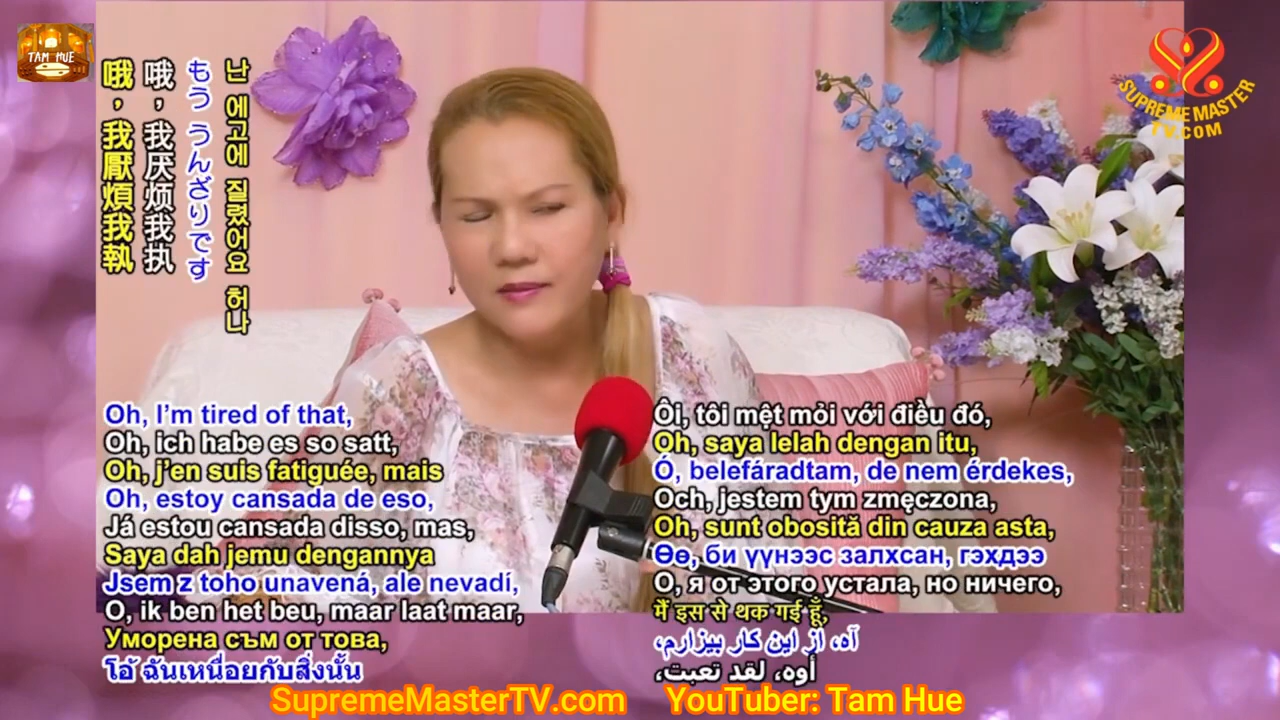 TAM HUE
SUPREME MASTER
TV.COM
哦，我厭煩我執
哦，我厌烦我执
もう うんざりです
난 에고에 질렸어요 허나
Oh, I'm tired of that,
Oh, ich habe es so satt,
Oh, j'en suis fatiguée, mais
Oh, estoy cansada de eso,
Já estou cansada disso, mas,
Saya dah jemu dengannya
Jsem z toho unavená, ale nevadí,
O, ik ben het beu, maar laat maar,
Уморена съм от това,
โอ้ ฉันเหนื่อยกับสิ่งนั้น
Ôi, tôi mệt mỏi với điều đó,
Oh, saya lelah dengan itu,
Ó, belefáradtam, de nem érdekes,
Och, jestem tym zmęczona,
Oh, sunt obosită din cauza asta,
Өө, би үүнээс залхсан, гэхдээ
О, я от этого устала, но ничего,
मैं इस से थक गई हूँ,
آه، از این کار بیزارم،
أوه، لقد تعبت،
SupremeMasterTV.com
YouTuber: Tam Hue